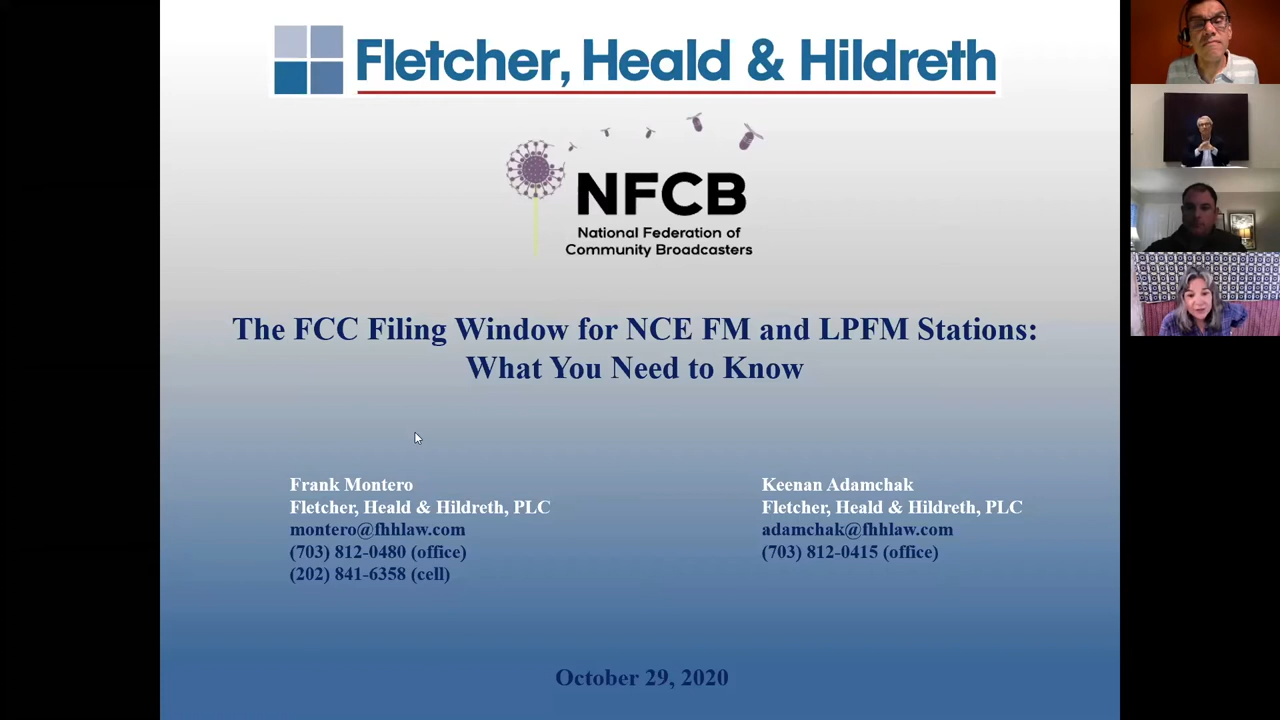 Fletcher, Heald & Hildreth
NFCB
National Federation of
Community Broadcasters
The FCC Filing Window for NCE FM and LPFM Stations:
What You Need to Know
Frank Montero
Fletcher, Heald & Hildreth, PLC
montero@fhhlaw.com
(703) 812-0480 (office)
(202) 841-6358 (cell)
Keenan Adamchak
Fletcher, Heald & Hildreth, PLC
adamchak@fhhlaw.com
(703) 812-0415 (office)
October 29, 2020